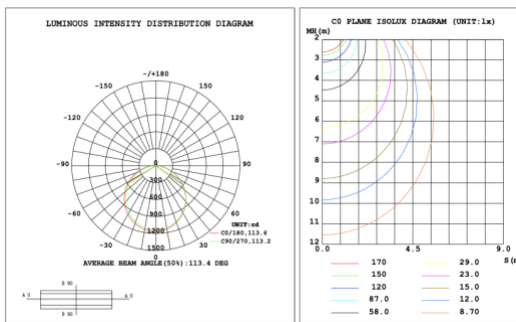 LUMINOUS INTENSITY DISTRIBUTION DIAGRAM
-/+180
-150 150
-120 120
-90 90
-60 60
-30 30
0
300
600
900
1200
1500
UNIT:cd
C0/180,113.6
C90/270,113.2
AVERAGE BEAM ANGLE(50%):113.4 DEG
B 90
A 0 A 0
B 90
C0 PLANE ISOLUX DIAGRAM (UNIT:lx)
MH(m)
2
3
4
5
6
7
8
9
10
11
12
0.0 4.5 9.0
S(m
170 29.0
150 23.0
120 15.0
87.0 12.0
58.0 8.70